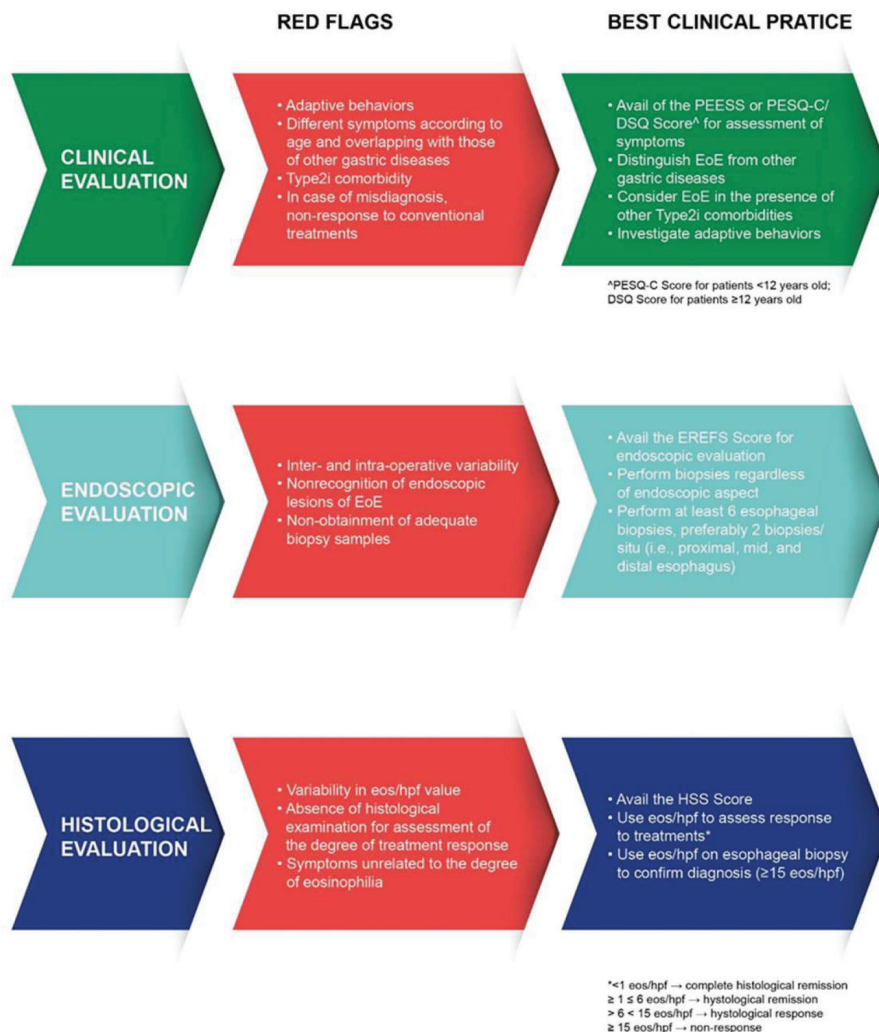 RED FLAGS
BEST CLINICAL PRATICE
CLINICAL
EVALUATION
• Adaptive behaviors
• Different symptoms according to
age and overlapping with those
of other gastric diseases
• Type2i comorbidity
• In case of misdiagnosis,
non-response to conventional
treatments
• Avail of the PEESS or PESQ-C/
DSQ Score^ for assessment of
symptoms
• Distinguish EoE from other
gastric diseases
• Consider EoE in the presence of
other Type2i comorbidities
• Investigate adaptive behaviors
^PESQ-C Score for patients <12 years old;
DSQ Score for patients ≥12 years old
ENDOSCOPIC
EVALUATION
• Inter- and intra-operative variability
• Nonrecognition of endoscopic
lesions of EoE
• Non-obtainment of adequate
biopsy samples
• Avail the EREFS Score for
endoscopic evaluation
• Perform biopsies regardless
of endoscopic aspect
• Perform at least 6 esophageal
biopsies, preferably 2 biopsies/
situ (i.e., proximal, mid, and
distal esophagus)
HISTOLOGICAL
EVALUATION
• Variability in eos/hpf value
• Absence of histological
examination for assessment of
the degree of treatment response
• Symptoms unrelated to the degree
of eosinophilia
• Avail the HSS Score
• Use eos/hpf to assess response
to treatments*
• Use eos/hpf on esophageal biopsy
to confirm diagnosis (≥15 eos/hpf)
*<1 eos/hpf → complete histological remission
≥ 1 ≤ 6 eos/hpf → hystological remission
> 6 < 15 eos/hpf → hystological response
≥ 15 eos/hpf → non-response